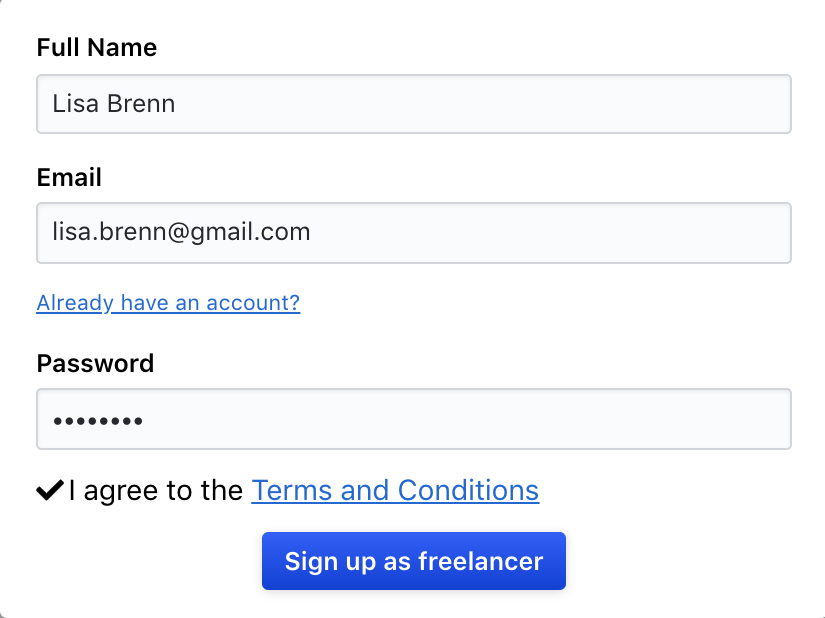 Full Name
Lisa Brenn
Email
lisa.brenn@gmail.com
Already have an account?
Password
••••••••
I agree to the Terms and Conditions
Sign up as freelancer